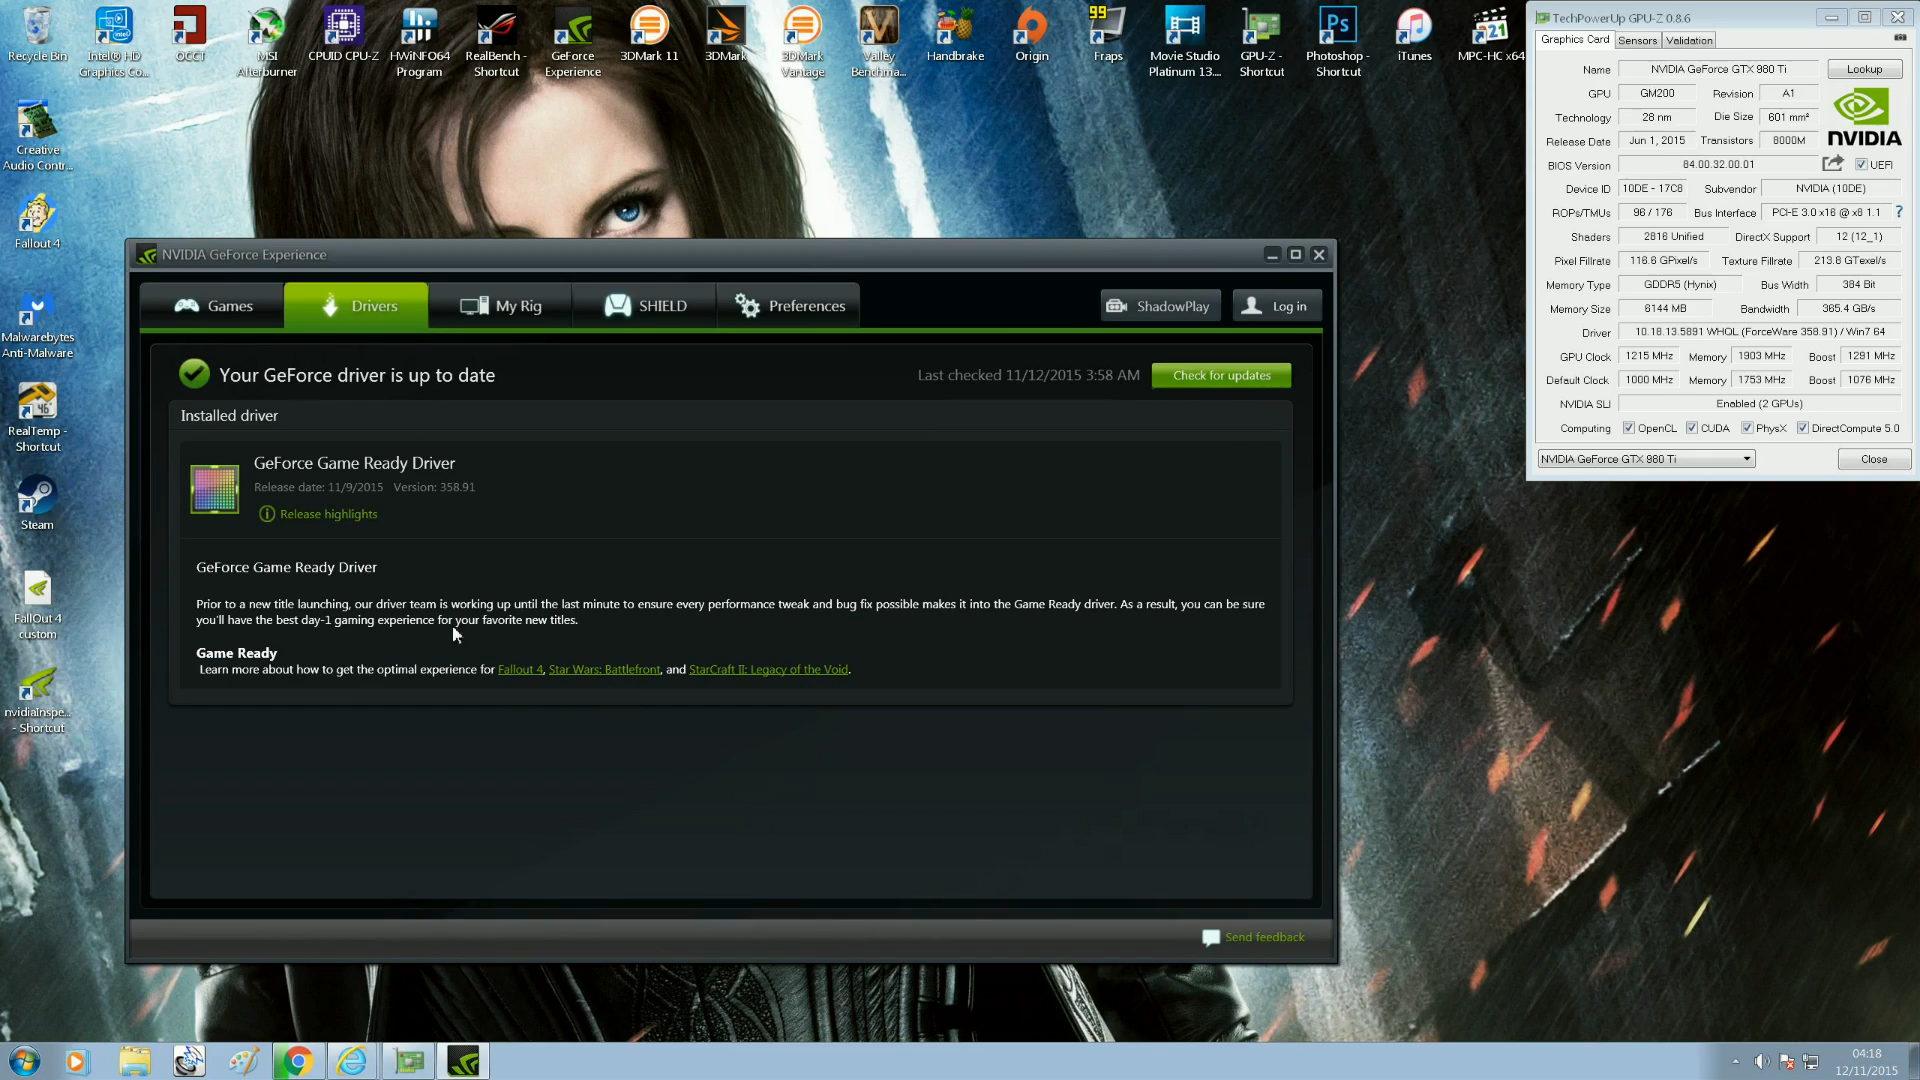 Recycle Bin
Intel® HD
Graphics Co...
OCCT
MSI
Afterburner
CPUID CPU-Z
HWiNFO64
Program
RealBench -
Shortcut
GeForce
Experience
3DMark 11
3DMark
3DMark
Vantage
Valley
Benchma...
Handbrake
Origin
99
Fraps
Movie Studio
Platinum 13....
GPU-Z -
Shortcut
Ps
Photoshop -
Shortcut
iTunes
MPC-HC x64
Creative
Audio Contr...
Fallout 4
Malwarebytes
Anti-Malware
RealTemp -
Shortcut
Steam
FallOut 4
custom
nvidiaInspe...
- Shortcut
NVIDIA GeForce Experience
Games
Drivers
My Rig
SHIELD
Preferences
ShadowPlay
Log in
Your GeForce driver is up to date
Last checked 11/12/2015 3:58 AM
Check for updates
Installed driver
GeForce Game Ready Driver
Release date: 11/9/2015 Version: 358.91
Release highlights
GeForce Game Ready Driver
Prior to a new title launching, our driver team is working up until the last minute to ensure every performance tweak and bug fix possible makes it into the Game Ready driver. As a result, you can be sure
you'll have the best day-1 gaming experience for your favorite new titles.
Game Ready
Learn more about how to get the optimal experience for Fallout 4, Star Wars: Battlefront, and StarCraft II: Legacy of the Void.
Send feedback
TechPowerUp GPU-Z 0.8.6
Graphics Card Sensors Validation
Name NVIDIA GeForce GTX 980 Ti Lookup
GPU GM200 Revision A1
Technology 28 nm Die Size 601 mm²
Release Date Jun 1, 2015 Transistors 8000M
NVIDIA
BIOS Version 84.00.32.00.01 UEFI
Device ID 10DE - 17C8 Subvendor NVIDIA (10DE)
ROPs/TMUs 96 / 176 Bus Interface PCI-E 3.0 x16 @ x8 1.1 ?
Shaders 2816 Unified DirectX Support 12 (12_1)
Pixel Fillrate 116.6 GPixel/s Texture Fillrate 213.8 GTexel/s
Memory Type GDDR5 (Hynix) Bus Width 384 Bit
Memory Size 6144 MB Bandwidth 365.4 GB/s
Driver 10.18.13.5891 WHQL (ForceWare 358.91) / Win7 64
GPU Clock 1215 MHz Memory 1903 MHz Boost 1291 MHz
Default Clock 1000 MHz Memory 1753 MHz Boost 1076 MHz
NVIDIA SLI Enabled (2 GPUs)
Computing OpenCL CUDA PhysX DirectCompute 5.0
NVIDIA GeForce GTX 980 Ti Close
04:18
12/11/2015